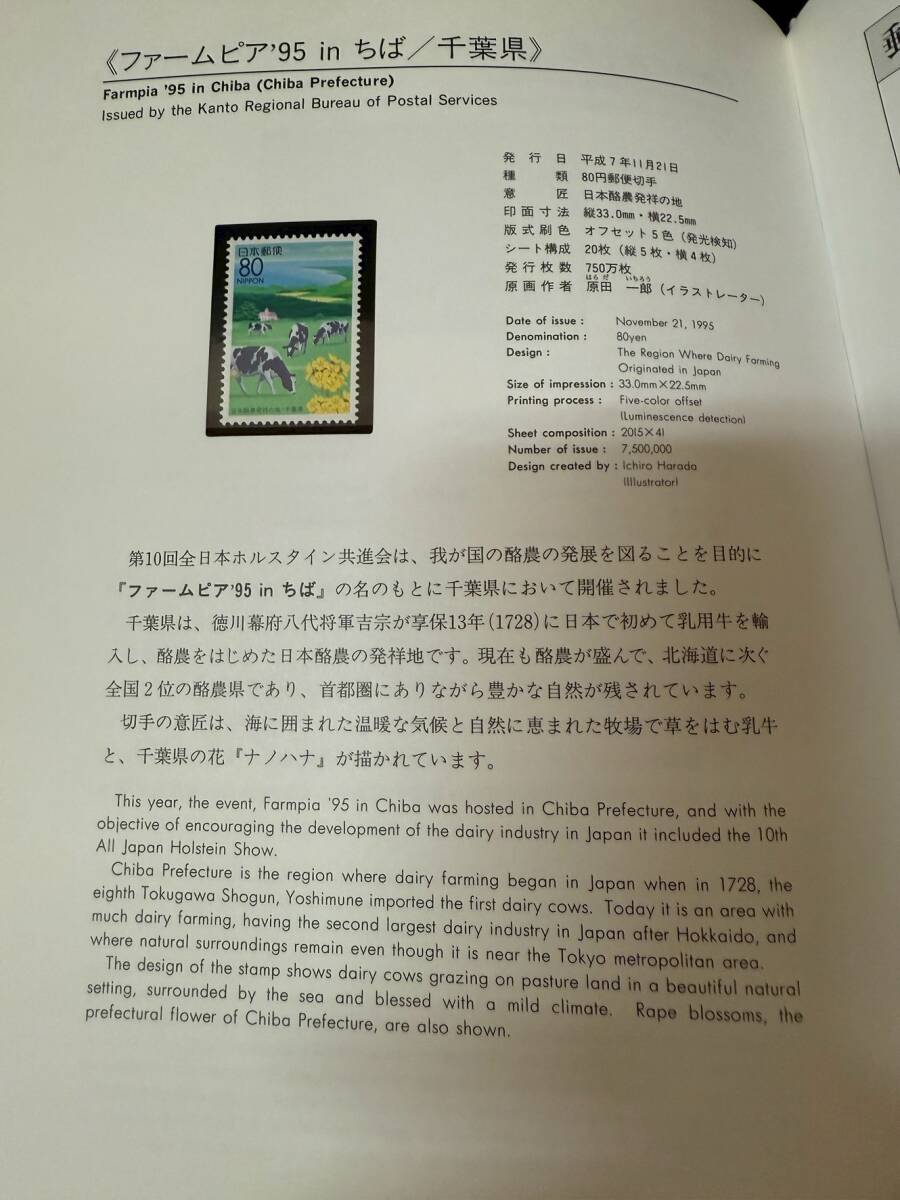 《ファームピア'95 in ちば／千葉県》
Farmpia '95 in Chiba (Chiba Prefecture)
Issued by the Kanto Regional Bureau of Postal Services
日本郵便
80
NIPPON
日本酪農発祥の地・千葉県
発行日 平成7年11月21日
種類 80円郵便切手
意匠 日本酪農発祥の地
印面寸法 縦33.0mm・横22.5mm
版式刷色 オフセット5色（発光検知）
シート構成 20枚（縦5枚・横4枚）
発行枚数 750万枚
はらだ いちろう
原画作者 原田 一郎（イラストレーター）
Date of issue : November 21, 1995
Denomination : 80yen
Design : The Region Where Dairy Farming
Originated in Japan
Size of impression : 33.0mm×22.5mm
Printing process : Five-color offset
(Luminescence detection)
Sheet composition : 20(5×4)
Number of issue : 7,500,000
Design created by : Ichiro Harada
(Illustrator)
第10回全日本ホルスタイン共進会は、我が国の酪農の発展を図ることを目的に
『ファームピア'95 in ちば』の名のもとに千葉県において開催されました。
千葉県は、徳川幕府八代将軍吉宗が享保13年(1728)に日本で初めて乳用牛を輸
入し、酪農をはじめた日本酪農の発祥地です。現在も酪農が盛んで、北海道に次ぐ
全国2位の酪農県であり、首都圏にありながら豊かな自然が残されています。
切手の意匠は、海に囲まれた温暖な気候と自然に恵まれた牧場で草をはむ乳牛
と、千葉県の花『ナノハナ』が描かれています。
This year, the event, Farmpia '95 in Chiba was hosted in Chiba Prefecture, and with the
objective of encouraging the development of the dairy industry in Japan it included the 10th
All Japan Holstein Show.
Chiba Prefecture is the region where dairy farming began in Japan when in 1728, the
eighth Tokugawa Shogun, Yoshimune imported the first dairy cows. Today it is an area with
much dairy farming, having the second largest dairy industry in Japan after Hokkaido, and
where natural surroundings remain even though it is near the Tokyo metropolitan area.
The design of the stamp shows dairy cows grazing on pasture land in a beautiful natural
setting, surrounded by the sea and blessed with a mild climate. Rape blossoms, the
prefectural flower of Chiba Prefecture, are also shown.